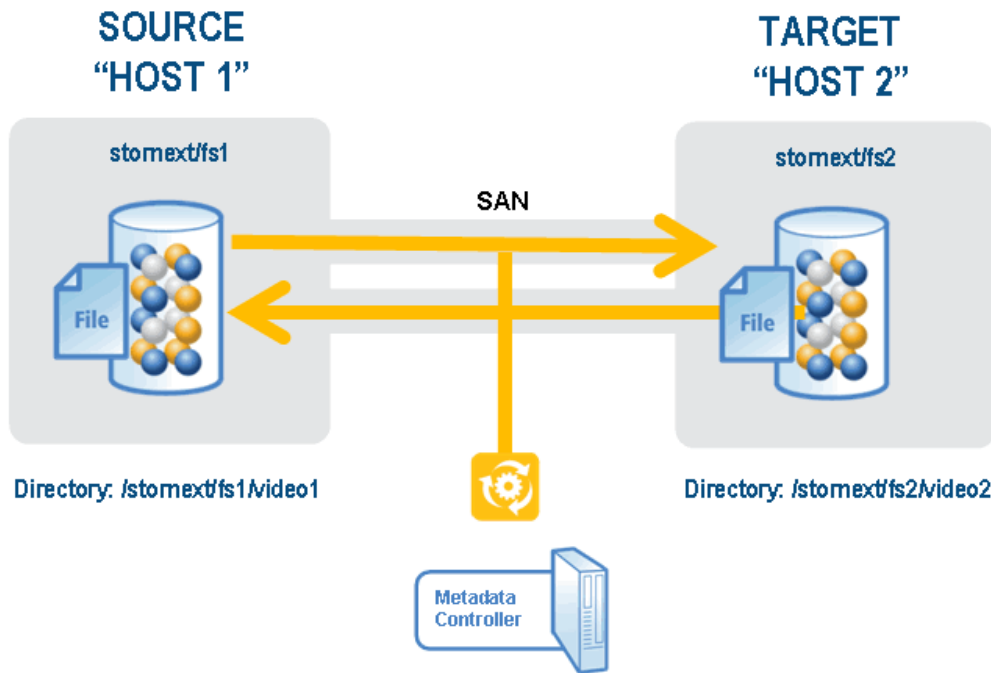 SOURCE
“HOST 1”
TARGET
“HOST 2”
stornext/fs1
stornext/fs2
SAN
File
File
Directory: /stornext/fs1/video1
Directory: /stornext/fs2/video2
Metadata
Controller